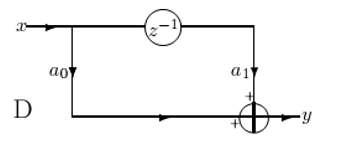 x z⁻¹
a₀ a₁
+
D + y